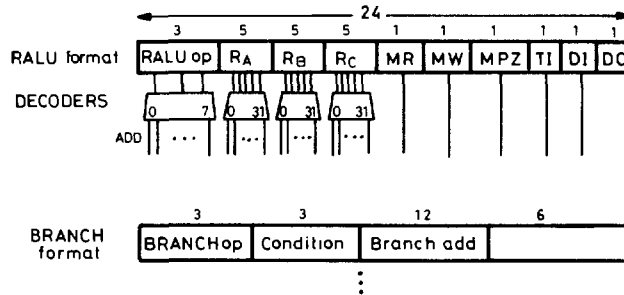 24
3 5 5 5 1 1 1 1 1 1
RALU format RALU op RA RB RC MR MW MPZ TI DI DO
DECODERS 0 7 0 31 0 31 0 31
ADD ... ... ... ...
3 3 12 6
BRANCH format BRANCHop Condition Branch add